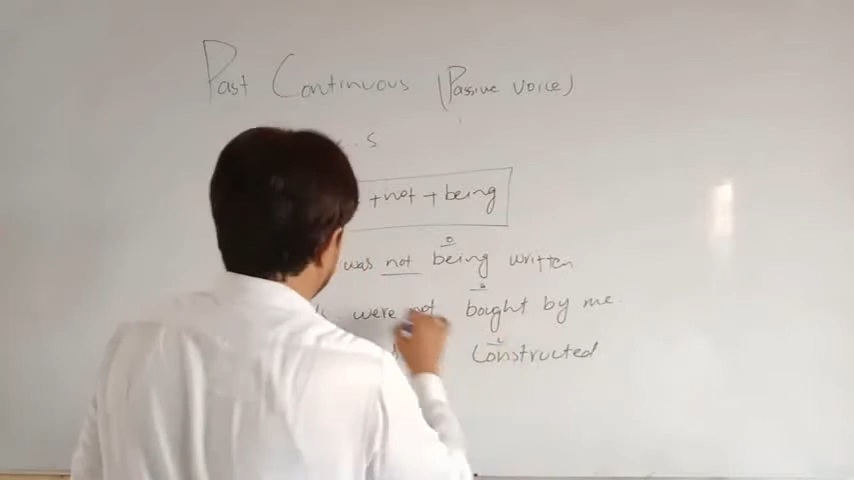 Past Continuous (Passive Voice)
S
+not + being
was not being written
were not bought by me.
constructed